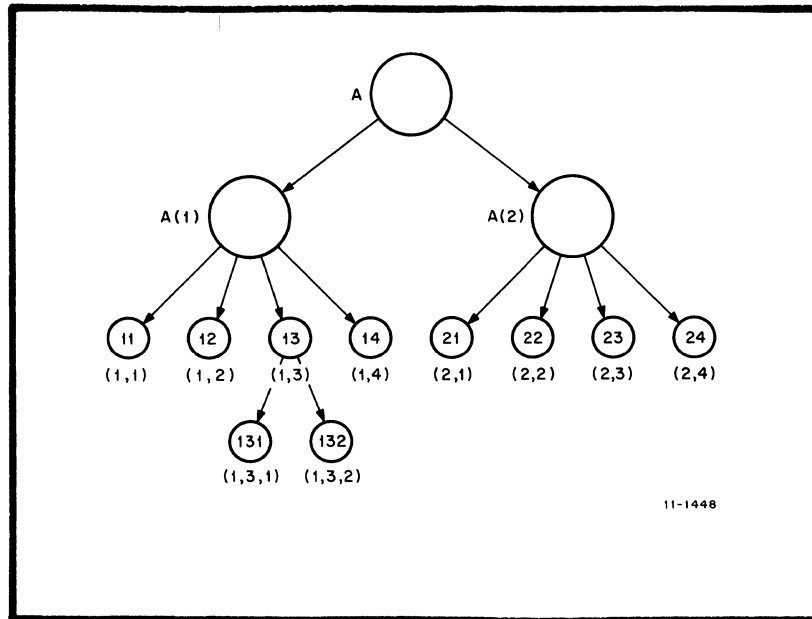 A
A(1) A(2)
11 12 13 14 21 22 23 24
(1,1) (1,2) (1,3) (1,4) (2,1) (2,2) (2,3) (2,4)
131 132
(1,3,1) (1,3,2)
11-1448